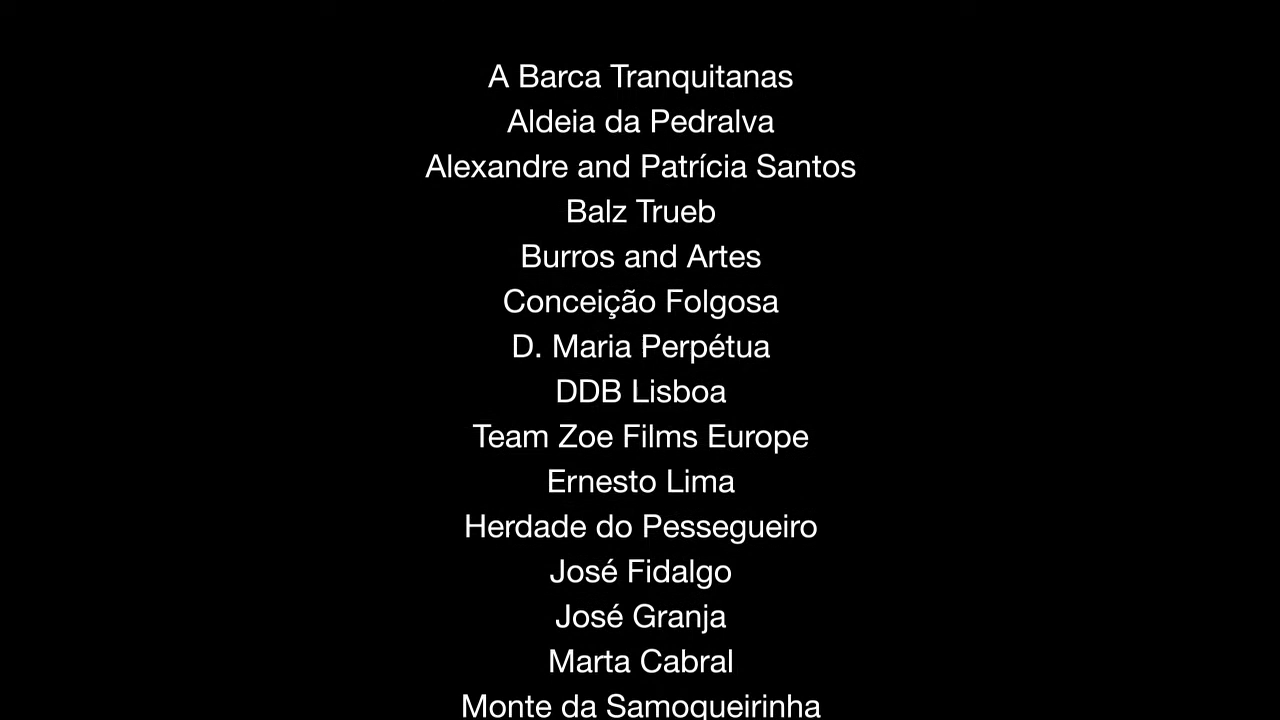 A Barca Tranquitanas
Aldeia da Pedralva
Alexandre and Patrícia Santos
Balz Trueb
Burros and Artes
Conceição Folgosa
D. Maria Perpétua
DDB Lisboa
Team Zoe Films Europe
Ernesto Lima
Herdade do Pessegueiro
José Fidalgo
José Granja
Marta Cabral
Monte da Samoqueirinha